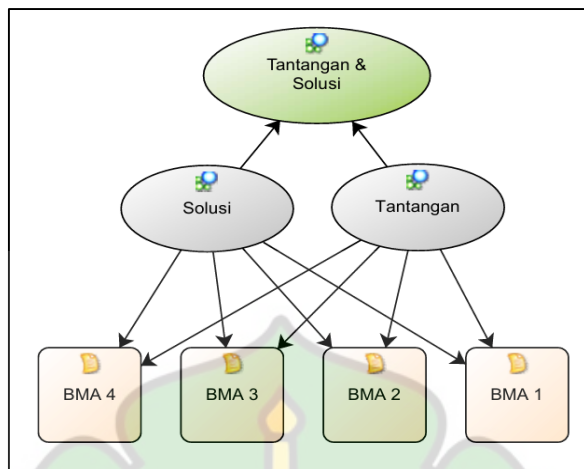 Tantangan &
Solusi
Solusi
Tantangan
BMA 4
BMA 3
BMA 2
BMA 1